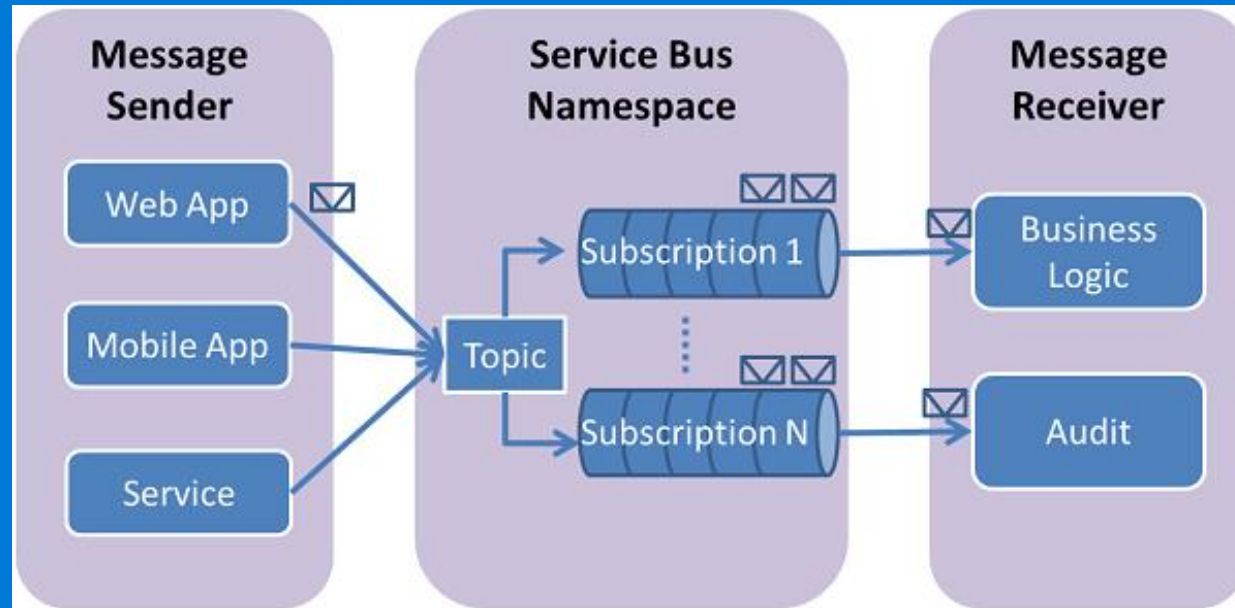 Message
Sender
Web App
Mobile App
Service
Service Bus
Namespace
Subscription 1
Topic
Subscription N
Message
Receiver
Business
Logic
Audit